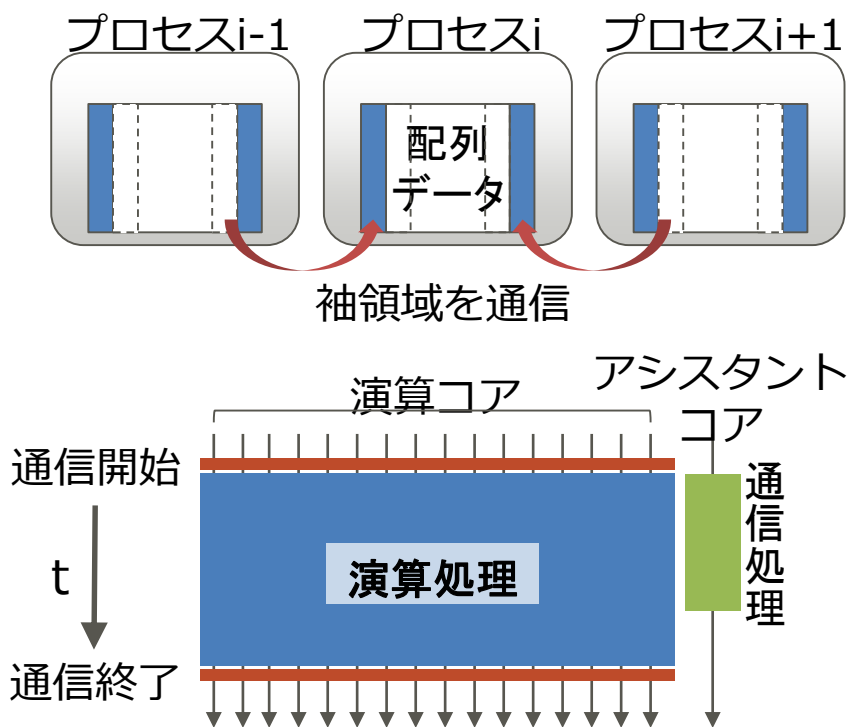 プロセスi-1
プロセスi
プロセスi+1
配列
データ
袖領域を通信
演算コア
アシスタント
コア
通信開始
t
通信終了
演算処理
通信処理